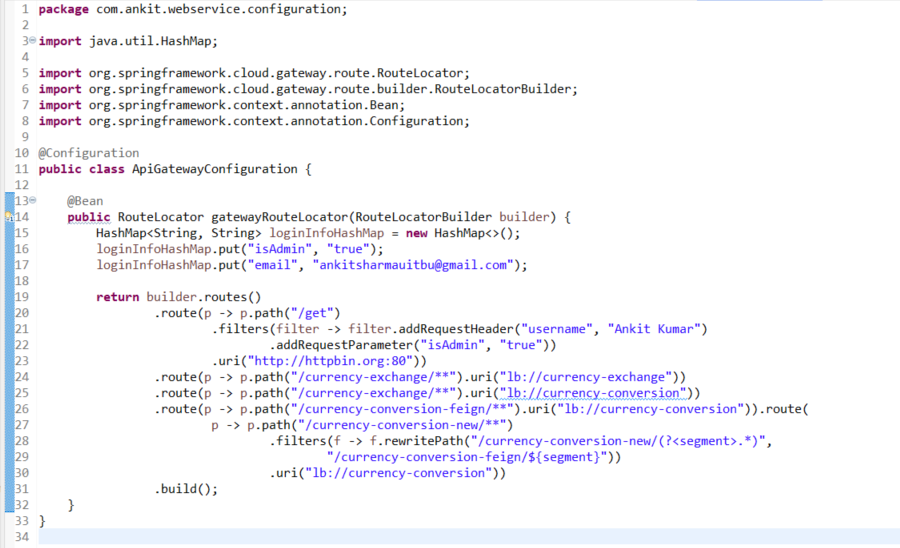 1 package com.ankit.webservice.configuration;
2
3 import java.util.HashMap;
4
5 import org.springframework.cloud.gateway.route.RouteLocator;
6 import org.springframework.cloud.gateway.route.builder.RouteLocatorBuilder;
7 import org.springframework.context.annotation.Bean;
8 import org.springframework.context.annotation.Configuration;
9
10 @Configuration
11 public class ApiGatewayConfiguration {
12
13     @Bean
14     public RouteLocator gatewayRouteLocator(RouteLocatorBuilder builder) {
15         HashMap<String, String> loginInfoHashMap = new HashMap<>();
16         loginInfoHashMap.put("isAdmin", "true");
17         loginInfoHashMap.put("email", "ankitsharmauitbu@gmail.com");
18
19         return builder.routes()
20                 .route(p -> p.path("/get")
21                         .filters(filter -> filter.addRequestHeader("username", "Ankit Kumar")
22                                 .addRequestParameter("isAdmin", "true"))
23                         .uri("http://httpbin.org:80"))
24                 .route(p -> p.path("/currency-exchange/**").uri("lb://currency-exchange"))
25                 .route(p -> p.path("/currency-exchange/**").uri("lb://currency-conversion"))
26                 .route(p -> p.path("/currency-conversion-feign/**").uri("lb://currency-conversion")).route(
27                         p -> p.path("/currency-conversion-new/**")
28                                 .filters(f -> f.rewritePath("/currency-conversion-new/(?<segment>.*)",
29                                         "/currency-conversion-feign/${segment}"))
30                                 .uri("lb://currency-conversion"))
31                 .build();
32     }
33 }
34